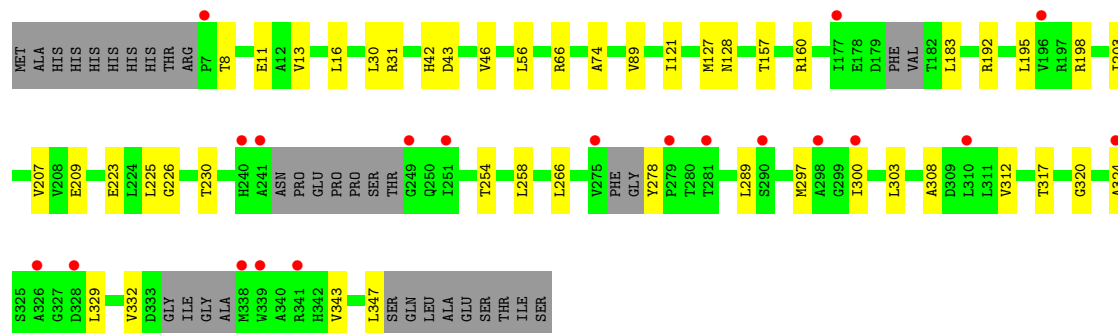 MET ALA HIS HIS HIS HIS HIS HIS THR ARG P7 T8 E11 A12 V13 L16 L30 R31 H42 D43 V46 L56 R66 A74 V89 I121 M127 N128 T157 R160 I177 E178 D179 PHE VAL T182 L183 R192 L195 V196 R197 R198
V207 V208 E209 E223 L224 L225 G226 T230 H240 A241 ASN PRO GLU PRO PRO SER THR G249 Q250 I251 T254 L258 L266 V275 PHE GLY Y278 P279 T280 T281 L289 S290 M297 A298 G299 I300 L303 A308 D309 L310 L311 V312 T317 G320
S325 A326 G327 D328 L329 V332 D333 GLY ILE GLY ALA M338 W339 A340 R341 H342 V343 L347 SER GLN LEU ALA GLU SER THR ILE SER